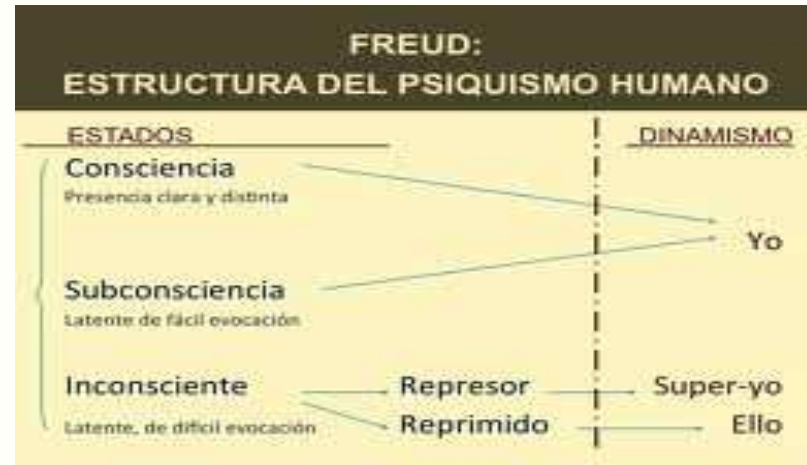 FREUD:
ESTRUCTURA DEL PSIQUISMO HUMANO
ESTADOS
DINAMISMO
Consciencia
Presencia clara y distinta
Yo
Subconsciencia
Latente de fácil evocación
Inconsciente
Represor
Super-yo
Latente, de difícil evocación
Reprimido
Ello